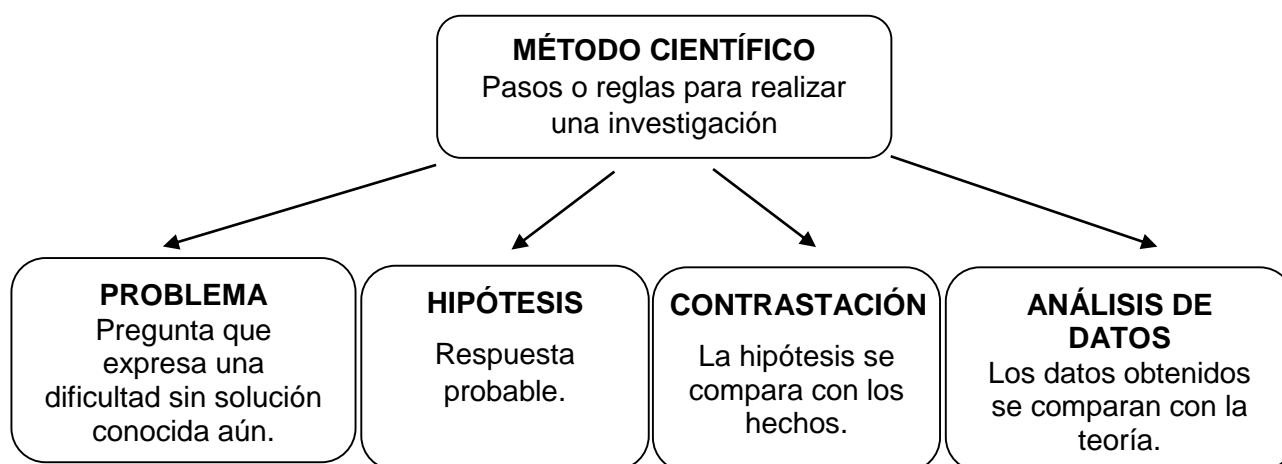 MÉTODO CIENTÍFICO
Pasos o reglas para realizar
una investigación
PROBLEMA
Pregunta que
expresa una
dificultad sin solución
conocida aún.
HIPÓTESIS
Respuesta
probable.
CONTRASTACIÓN
La hipótesis se
compara con los
hechos.
ANÁLISIS DE
DATOS
Los datos obtenidos
se comparan con la
teoría.